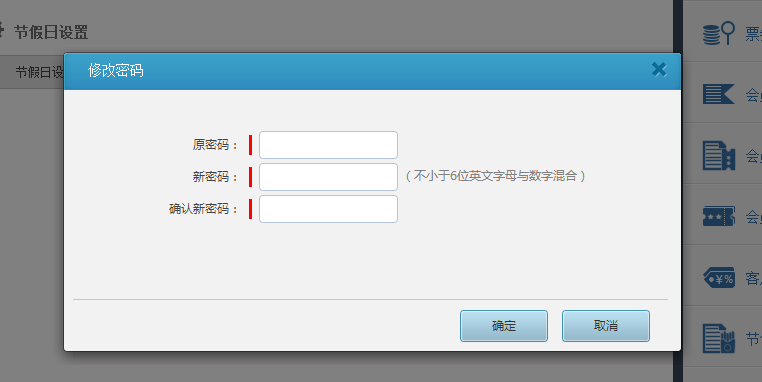 节假日设置
节假日设
修改密码
原密码：
新密码：
（不小于6位英文字母与数字混合）
确认新密码：
确定
取消
票
会
会
会
¥%
客
节